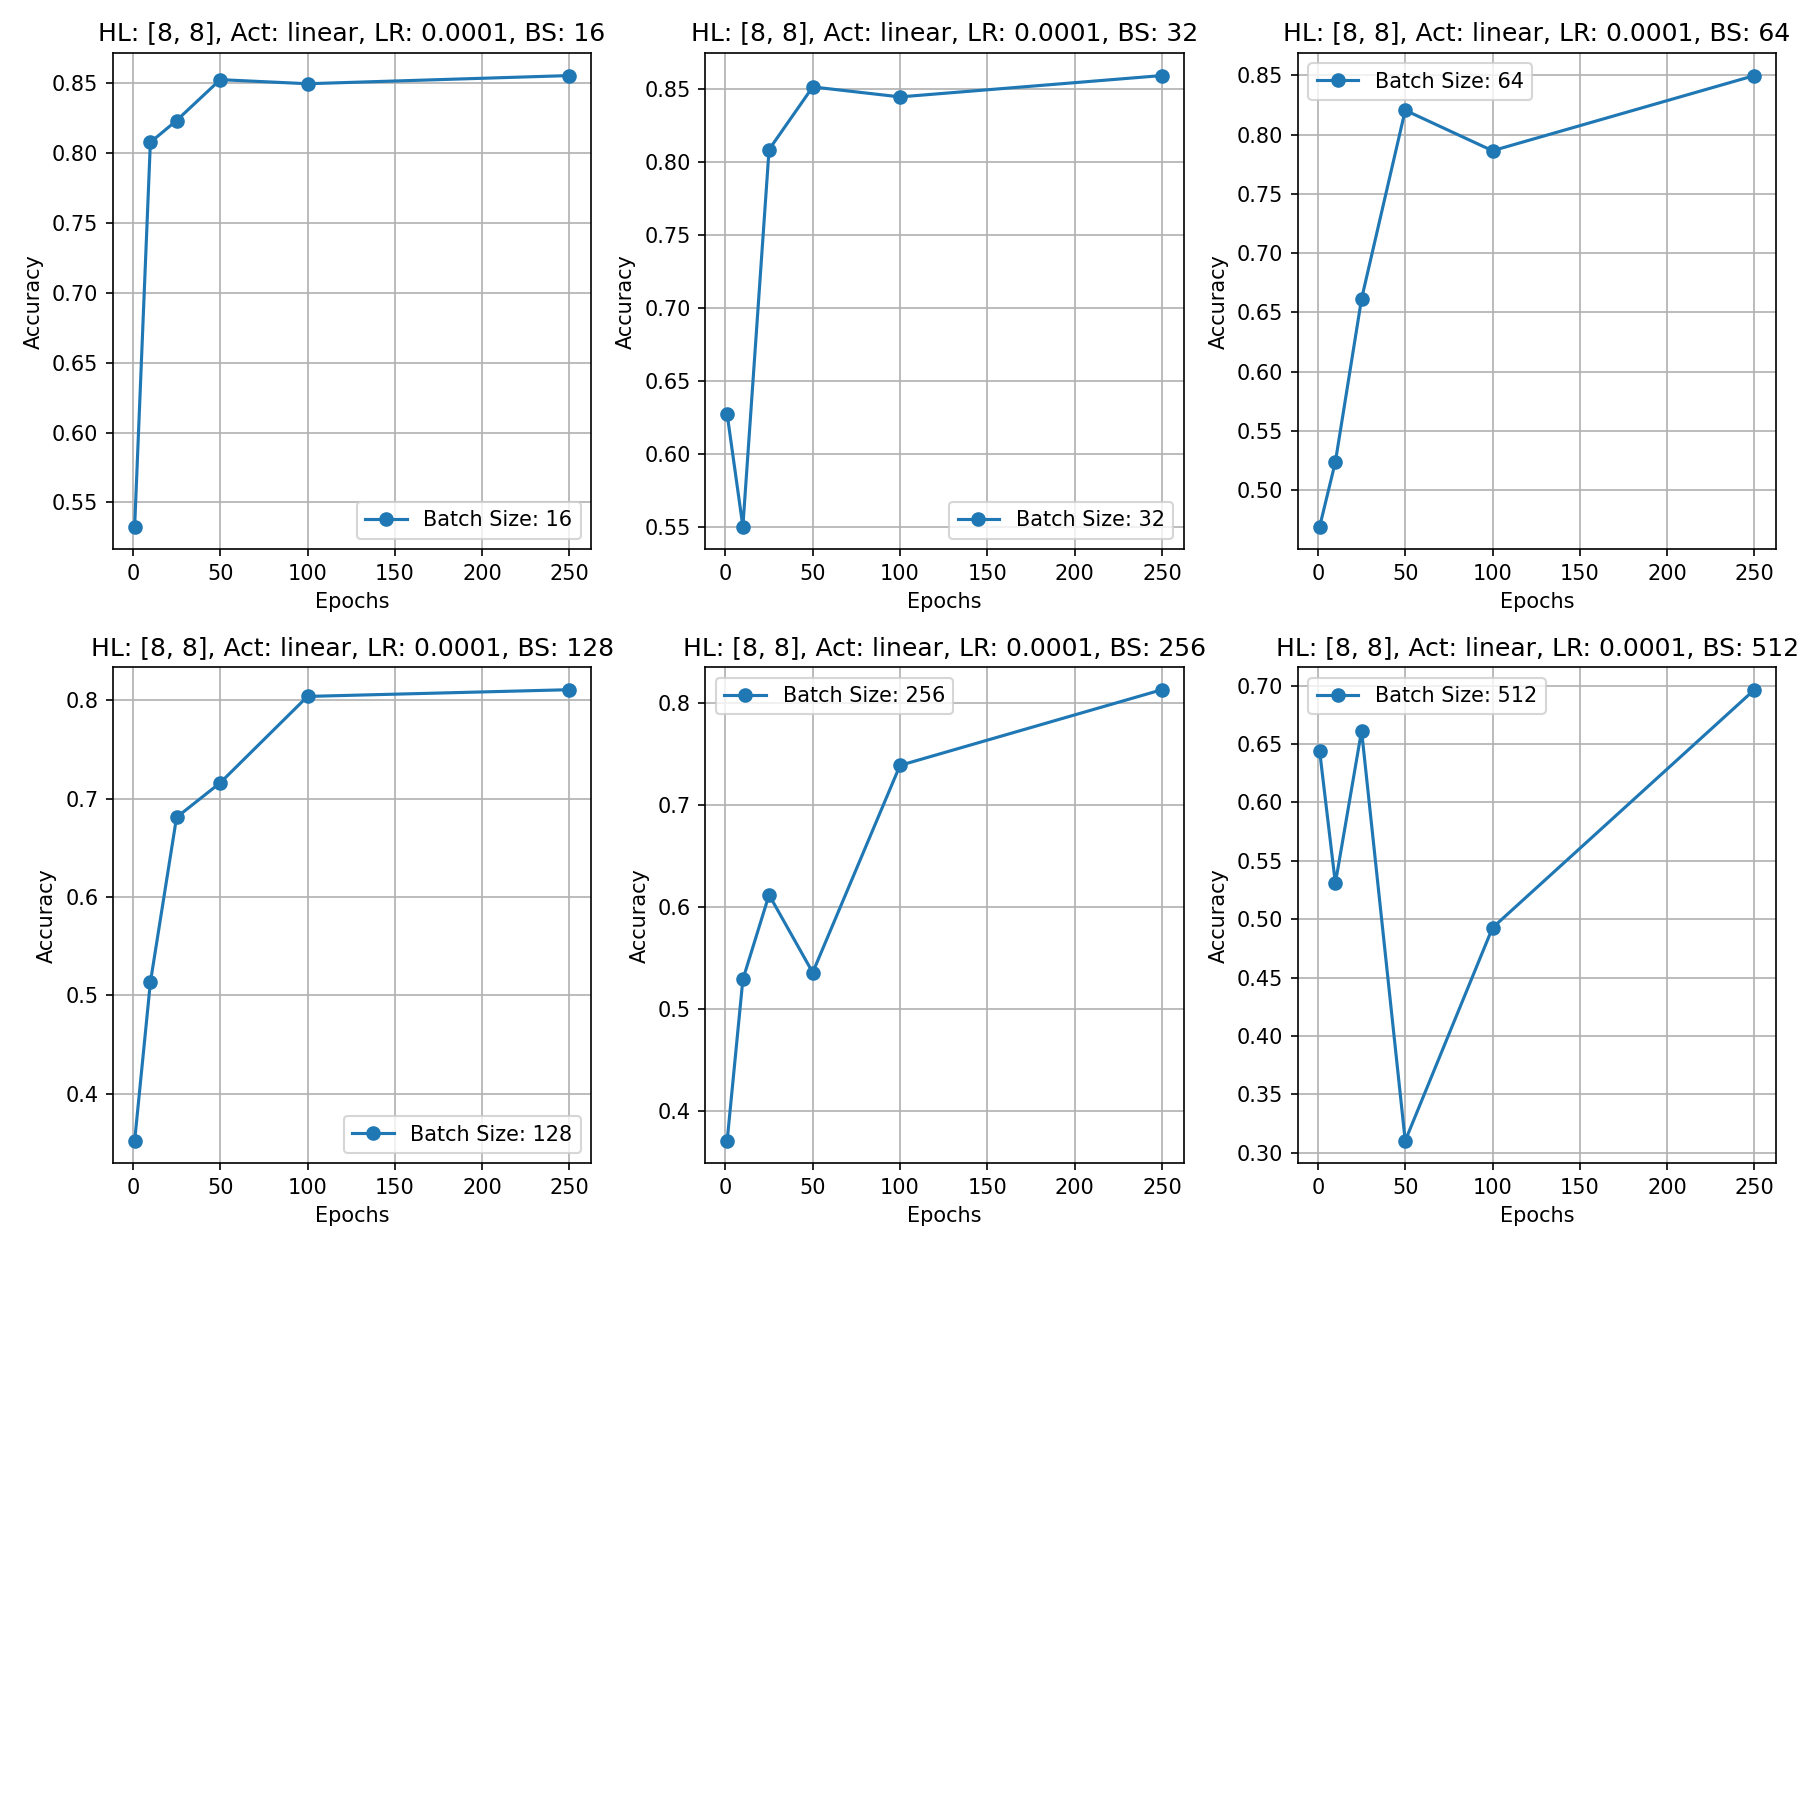 HL: [8, 8], Act: linear, LR: 0.0001, BS: 16
0.85
0.80
0.75
0.70
0.65
0.60
0.55
Accuracy
Batch Size: 16
0 50 100 150 200 250
Epochs
HL: [8, 8], Act: linear, LR: 0.0001, BS: 32
0.85
0.80
0.75
0.70
0.65
0.60
0.55
Accuracy
Batch Size: 32
0 50 100 150 200 250
Epochs
HL: [8, 8], Act: linear, LR: 0.0001, BS: 64
Batch Size: 64
0.85
0.80
0.75
0.70
0.65
0.60
0.55
0.50
Accuracy
0 50 100 150 200 250
Epochs
HL: [8, 8], Act: linear, LR: 0.0001, BS: 128
0.8
0.7
0.6
0.5
0.4
Accuracy
Batch Size: 128
0 50 100 150 200 250
Epochs
HL: [8, 8], Act: linear, LR: 0.0001, BS: 256
Batch Size: 256
0.8
0.7
0.6
0.5
0.4
Accuracy
0 50 100 150 200 250
Epochs
HL: [8, 8], Act: linear, LR: 0.0001, BS: 512
Batch Size: 512
0.70
0.65
0.60
0.55
0.50
0.45
0.40
0.35
0.30
Accuracy
0 50 100 150 200 250
Epochs